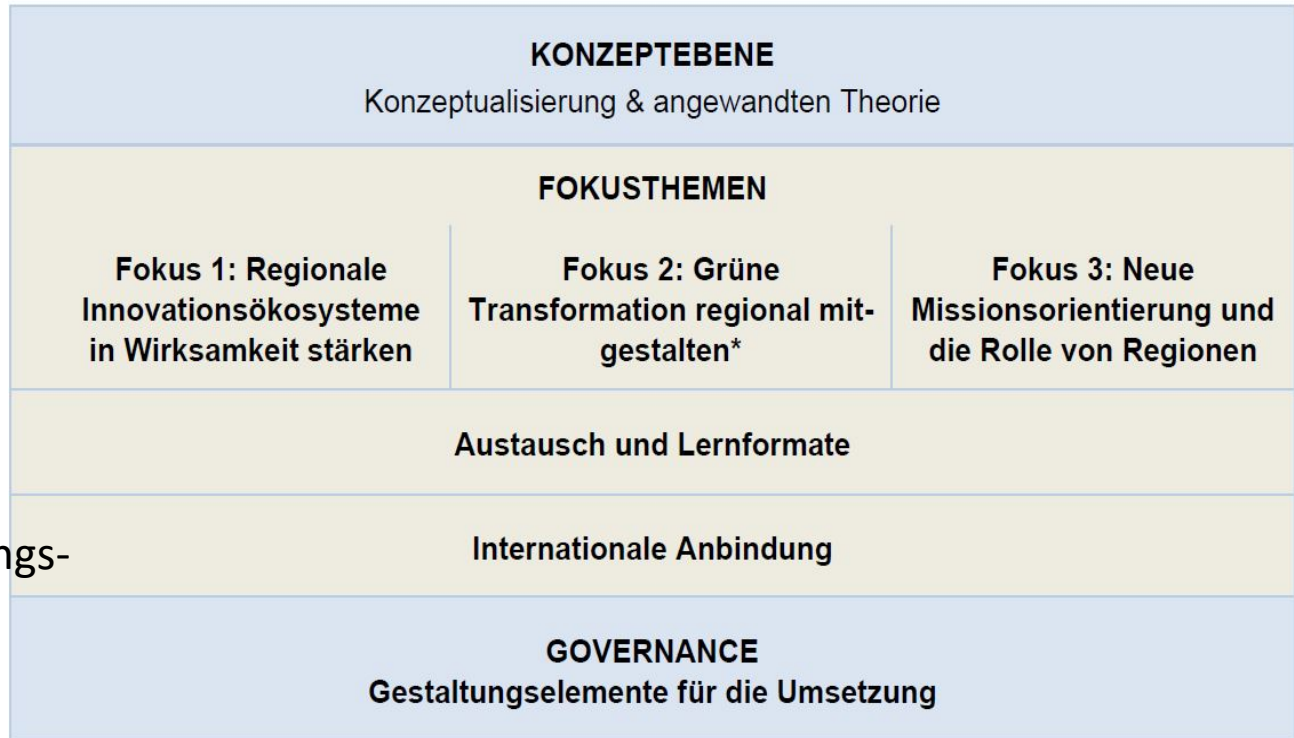 KONZEPTEBENE
Konzeptualisierung & angewandten Theorie
FOKUSTHEMEN
Fokus 1: Regionale
Innovationsökosysteme
in Wirksamkeit stärken
Fokus 2: Grüne
Transformation regional mit-
gestalten*
Fokus 3: Neue
Missionsorientierung und
die Rolle von Regionen
Austausch und Lernformate
ngs-
Internationale Anbindung
GOVERNANCE
Gestaltungselemente für die Umsetzung